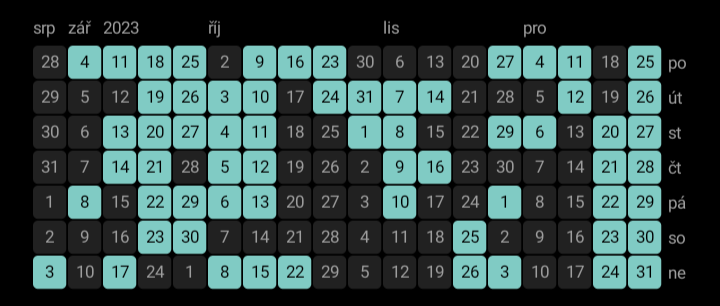 srp zář 2023 říj lis pro
28 4 11 18 25 2 9 16 23 30 6 13 20 27 4 11 18 25 po
29 5 12 19 26 3 10 17 24 31 7 14 21 28 5 12 19 26 út
30 6 13 20 27 4 11 18 25 1 8 15 22 29 6 13 20 27 st
31 7 14 21 28 5 12 19 26 2 9 16 23 30 7 14 21 28 čt
1 8 15 22 29 6 13 20 27 3 10 17 24 1 8 15 22 29 pá
2 9 16 23 30 7 14 21 28 4 11 18 25 2 9 16 23 30 so
3 10 17 24 1 8 15 22 29 5 12 19 26 3 10 17 24 31 ne